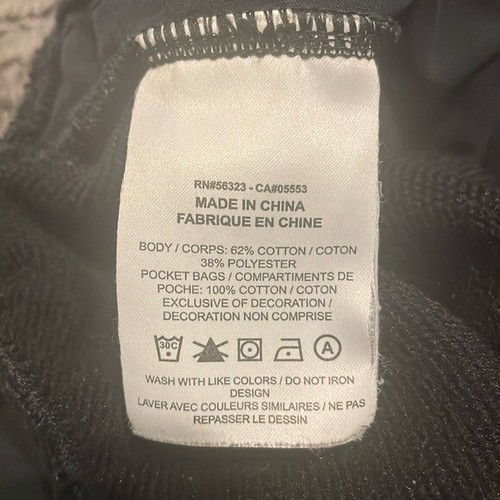 RN#56323 - CA#05553
MADE IN CHINA
FABRIQUE EN CHINE
BODY / CORPS: 62% COTTON / COTON
38% POLYESTER
POCKET BAGS / COMPARTIMENTS DE
POCHE: 100% COTTON / COTON
EXCLUSIVE OF DECORATION /
DECORATION NON COMPRISE
30C A
WASH WITH LIKE COLORS / DO NOT IRON
DESIGN
LAVER AVEC COULEURS SIMILAIRES / NE PAS
REPASSER LE DESSIN